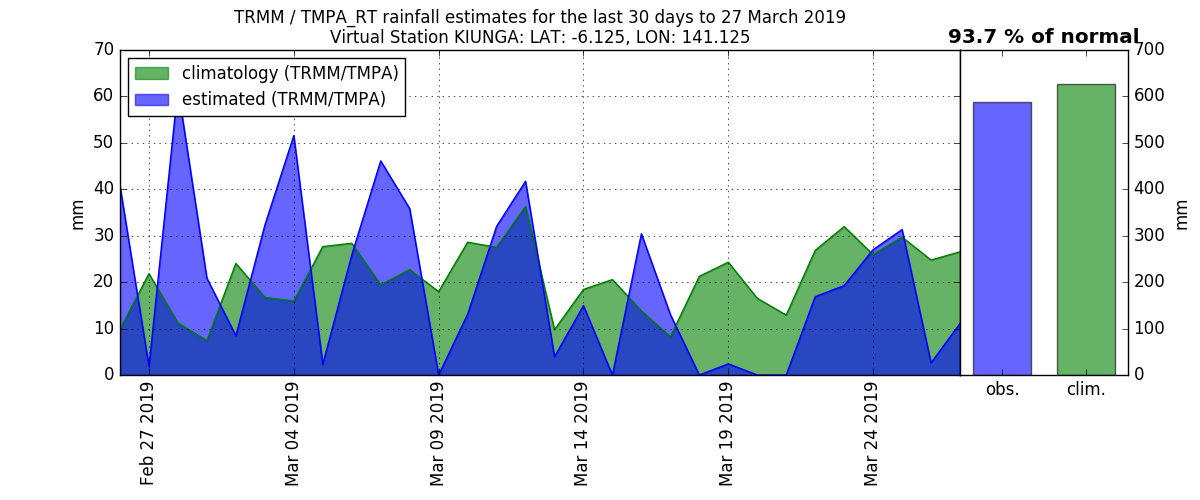 TRMM / TMPA_RT rainfall estimates for the last 30 days to 27 March 2019
Virtual Station KIUNGA: LAT: -6.125, LON: 141.125
93.7 % of normal
climatology (TRMM/TMPA)
estimated (TRMM/TMPA)
mm
70
60
50
40
30
20
10
0
Feb 27 2019
Mar 04 2019
Mar 09 2019
Mar 14 2019
Mar 19 2019
Mar 24 2019
obs.
clim.
700
600
500
400
300
200
100
0
mm